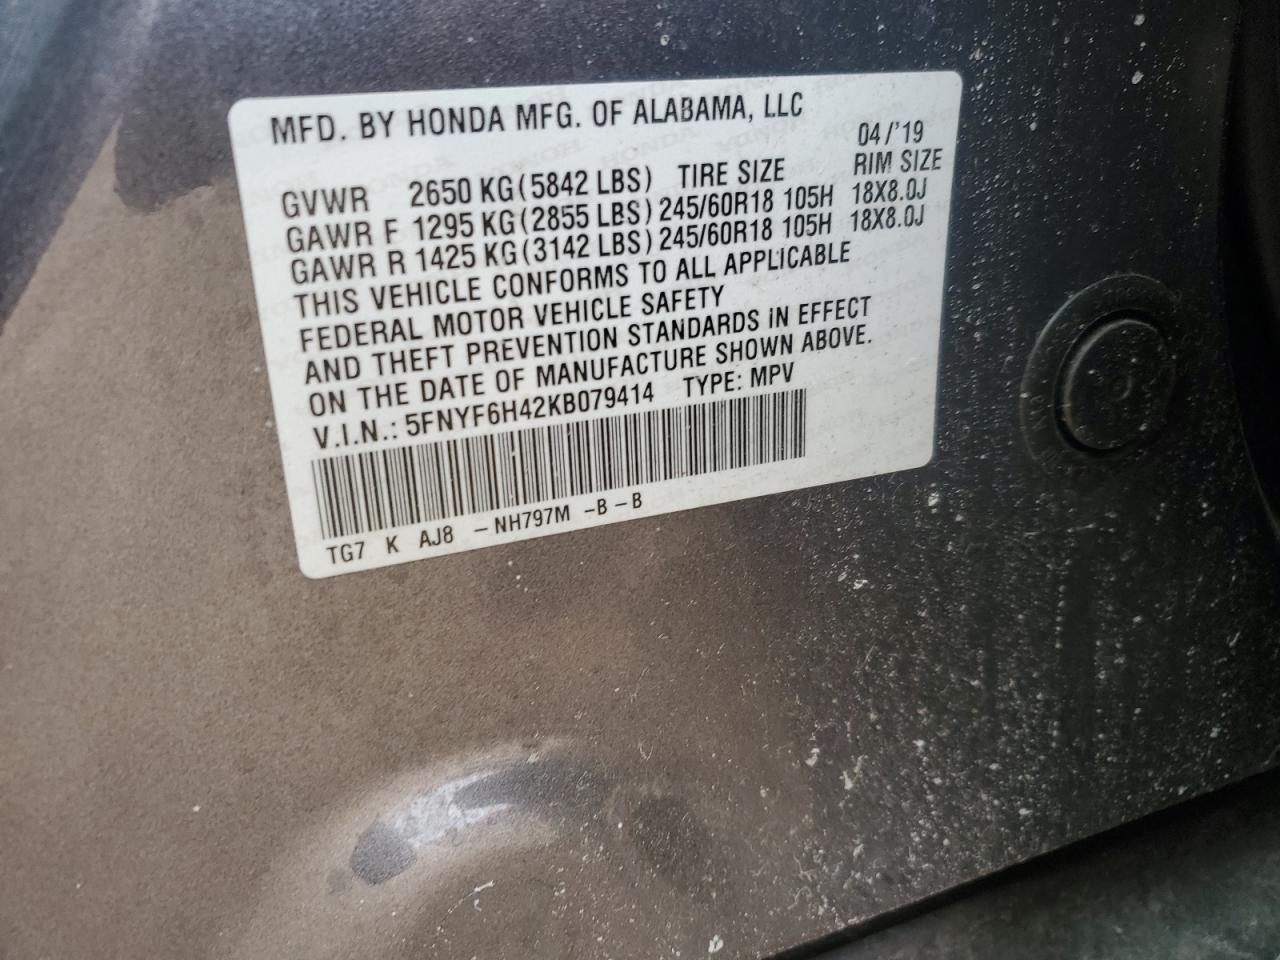 MFD. BY HONDA MFG. OF ALABAMA, LLC
04/'19
GVWR 2650 KG(5842 LBS) TIRE SIZE RIM SIZE
GAWR F 1295 KG(2855 LBS) 245/60R18 105H 18X8.0J
GAWR R 1425 KG(3142 LBS) 245/60R18 105H 18X8.0J
THIS VEHICLE CONFORMS TO ALL APPLICABLE
FEDERAL MOTOR VEHICLE SAFETY
AND THEFT PREVENTION STANDARDS IN EFFECT
ON THE DATE OF MANUFACTURE SHOWN ABOVE.
V.I.N.: 5FNYF6H42KB079414 TYPE: MPV
TG7 K AJ8 -NH797M -B-B